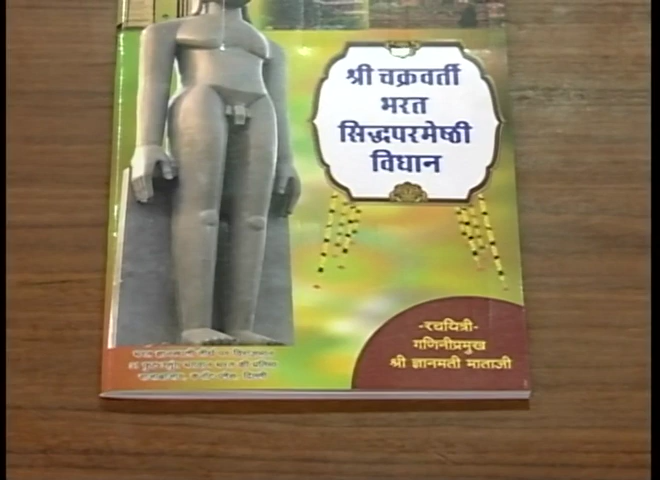 श्री चक्रवर्ती
भरत
सिद्धपरमेष्ठी
विधान
-रचयित्री-
गणिनीप्रमुख
श्री ज्ञानमती माताजी